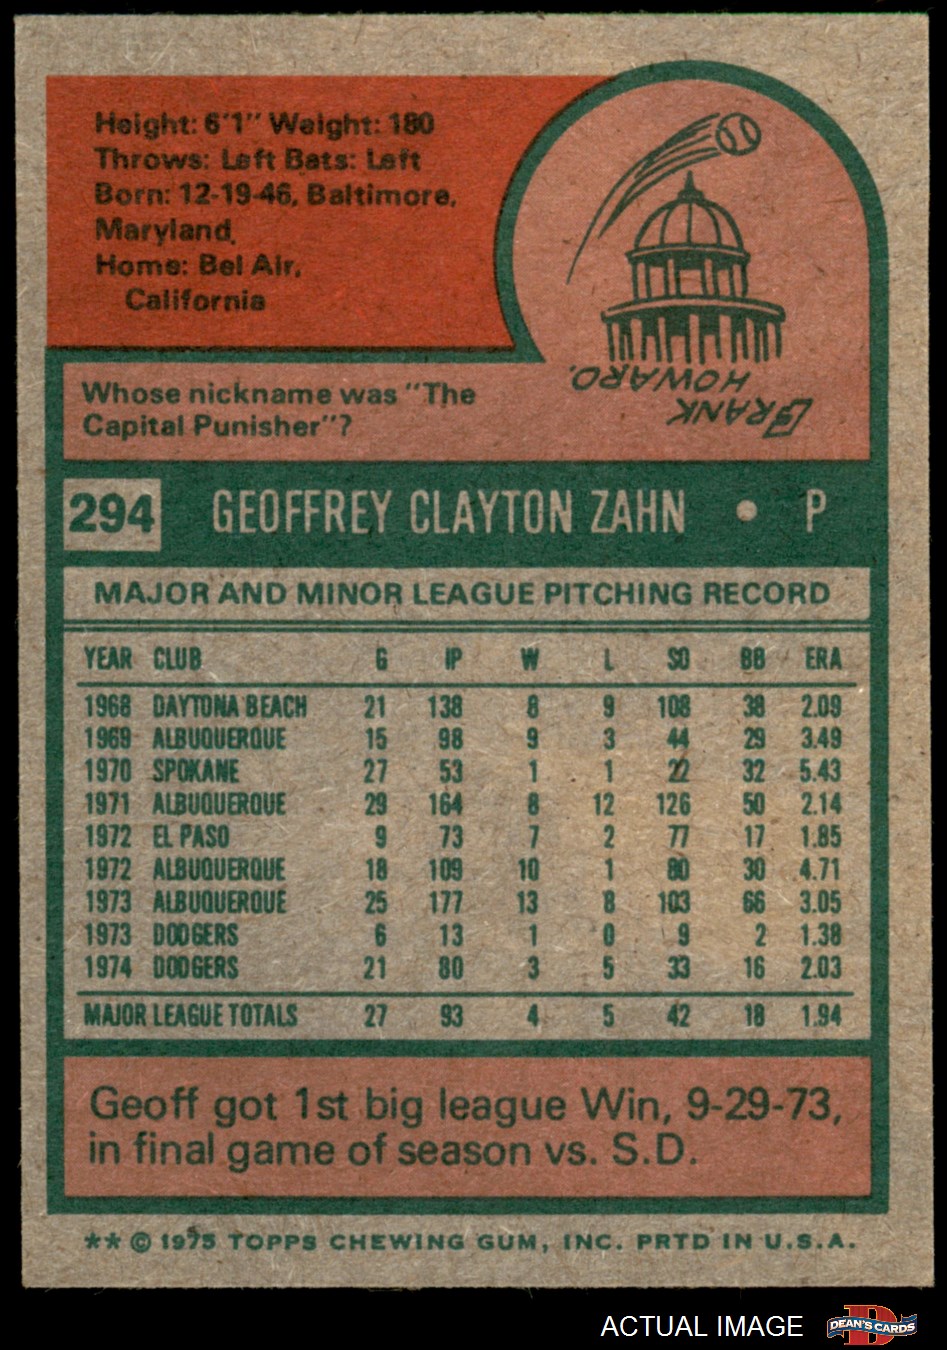 Height: 6'1" Weight: 180
Throws: Left Bats: Left
Born: 12-19-46, Baltimore,
Maryland.
Home: Bel Air,
California
Whose nickname was "The
Capital Punisher"?
FRANK
HOWARD.
294 GEOFFREY CLAYTON ZAHN • P
MAJOR AND MINOR LEAGUE PITCHING RECORD
YEAR CLUB G IP W L SO BB ERA
1968 DAYTONA BEACH 21 138 8 9 108 38 2.09
1969 ALBUQUERQUE 15 98 9 3 44 29 3.49
1970 SPOKANE 27 53 1 1 22 32 5.43
1971 ALBUQUERQUE 29 164 8 12 126 50 2.14
1972 EL PASO 9 73 7 2 77 17 1.85
1972 ALBUQUERQUE 18 109 10 1 80 30 4.71
1973 ALBUQUERQUE 25 177 13 8 103 66 3.05
1973 DODGERS 6 13 1 0 9 2 1.38
1974 DODGERS 21 80 3 5 33 16 2.03
MAJOR LEAGUE TOTALS 27 93 4 5 42 18 1.94
Geoff got 1st big league Win, 9-29-73,
in final game of season vs. S.D.
** © 1975 TOPPS CHEWING GUM, INC. PRTD IN U.S.A.
ACTUAL IMAGE DEAN'S CARDS